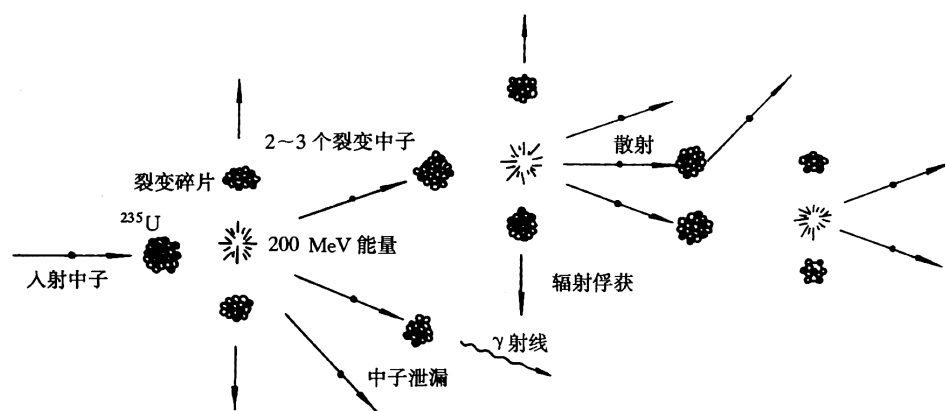 2～3 个裂变中子
散射
裂变碎片
²³⁵U
200 MeV 能量
入射中子
辐射俘获
γ 射线
中子泄漏